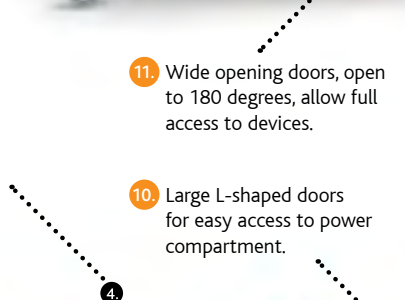 11. Wide opening doors, open
to 180 degrees, allow full
access to devices.
10. Large L-shaped doors
for easy access to power
compartment.
4.